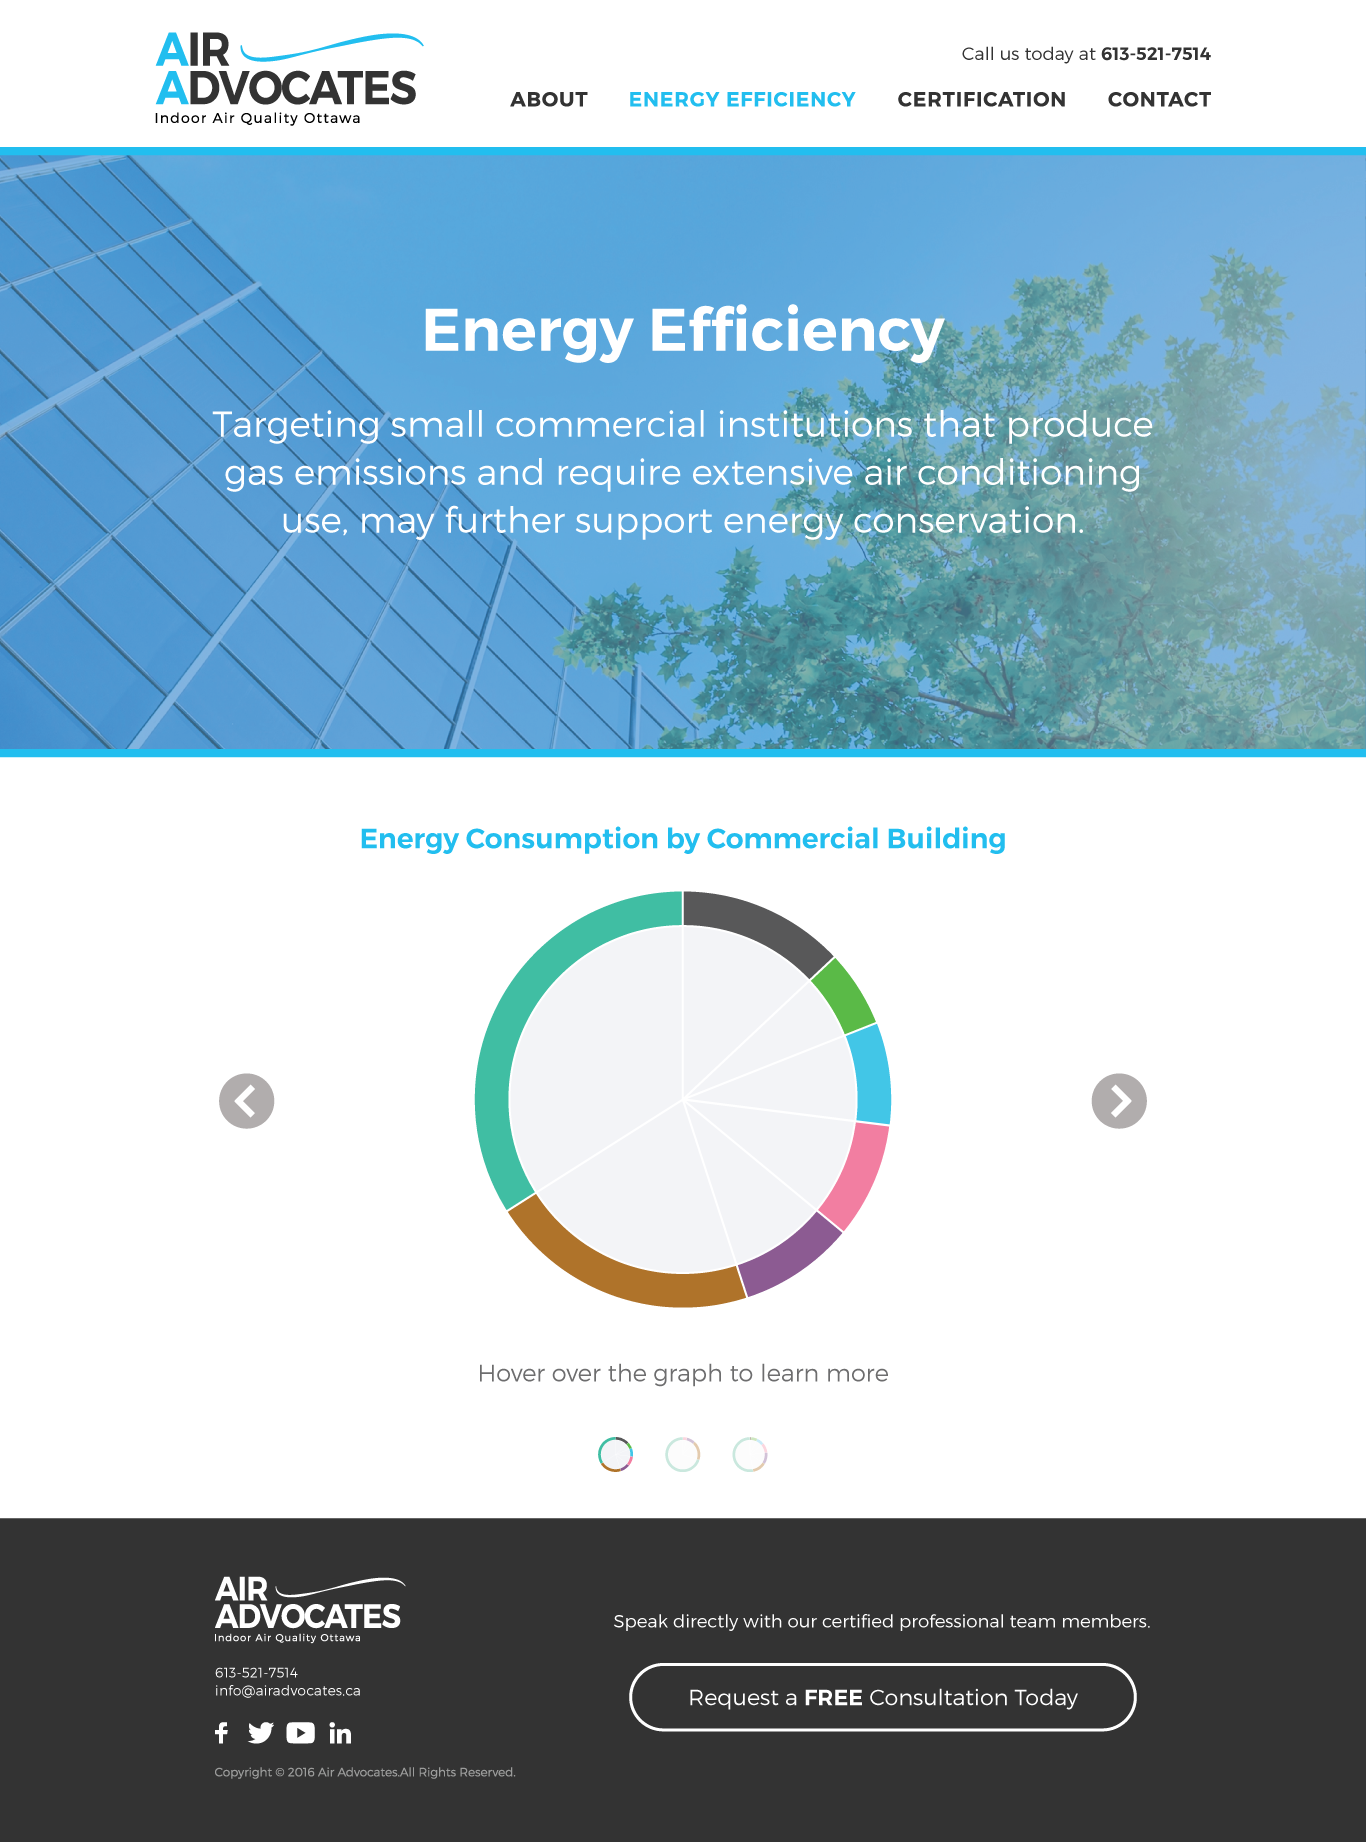 AIR
ADVOCATES
Indoor Air Quality Ottawa
Call us today at 613-521-7514
ABOUT ENERGY EFFICIENCY CERTIFICATION CONTACT
Energy Efficiency
Targeting small commercial institutions that produce
gas emissions and require extensive air conditioning
use, may further support energy conservation.
Energy Consumption by Commercial Building
Hover over the graph to learn more
AIR
ADVOCATES
Indoor Air Quality Ottawa
613-521-7514
info@airadvocates.ca
Copyright © 2016 Air Advocates.All Rights Reserved.
Speak directly with our certified professional team members.
Request a FREE Consultation Today